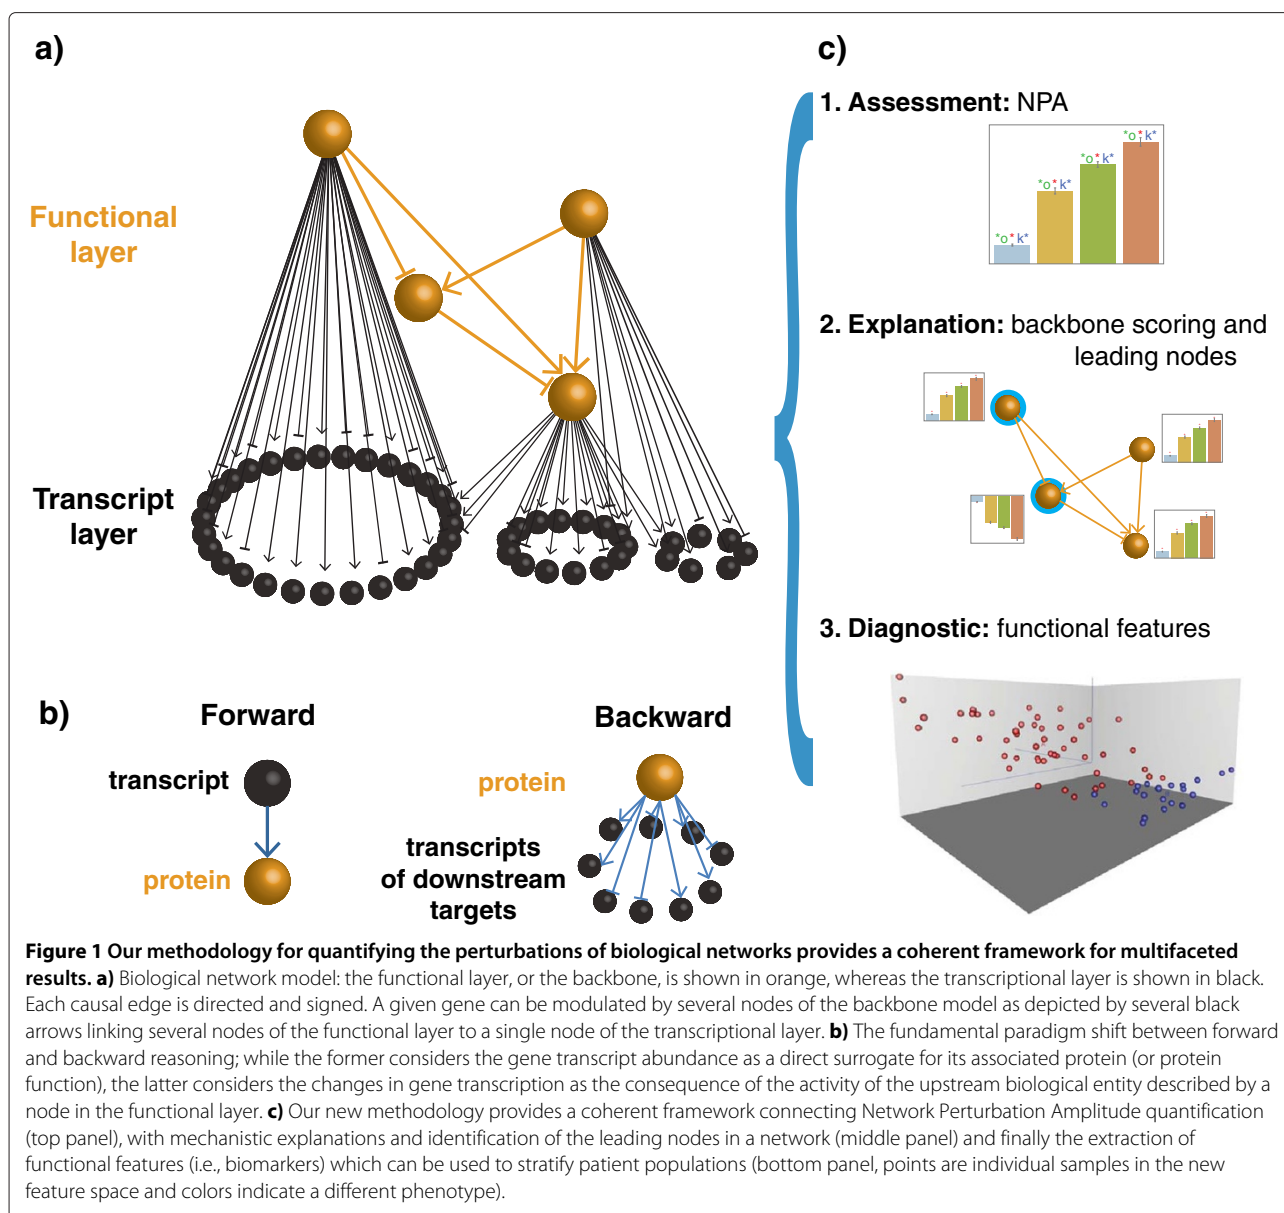 a)
Functional
layer
Transcript
layer
b)
Forward
transcript
protein
Backward
protein
transcripts
of downstream
targets
c)
1. Assessment: NPA
*o*k*
*o*k*
*o*k*
*o*k*
2. Explanation: backbone scoring and
leading nodes
3. Diagnostic: functional features
Figure 1 Our methodology for quantifying the perturbations of biological networks provides a coherent framework for multifaceted
results. a) Biological network model: the functional layer, or the backbone, is shown in orange, whereas the transcriptional layer is shown in black.
Each causal edge is directed and signed. A given gene can be modulated by several nodes of the backbone model as depicted by several black
arrows linking several nodes of the functional layer to a single node of the transcriptional layer. b) The fundamental paradigm shift between forward
and backward reasoning; while the former considers the gene transcript abundance as a direct surrogate for its associated protein (or protein
function), the latter considers the changes in gene transcription as the consequence of the activity of the upstream biological entity described by a
node in the functional layer. c) Our new methodology provides a coherent framework connecting Network Perturbation Amplitude quantification
(top panel), with mechanistic explanations and identification of the leading nodes in a network (middle panel) and finally the extraction of
functional features (i.e., biomarkers) which can be used to stratify patient populations (bottom panel, points are individual samples in the new
feature space and colors indicate a different phenotype).